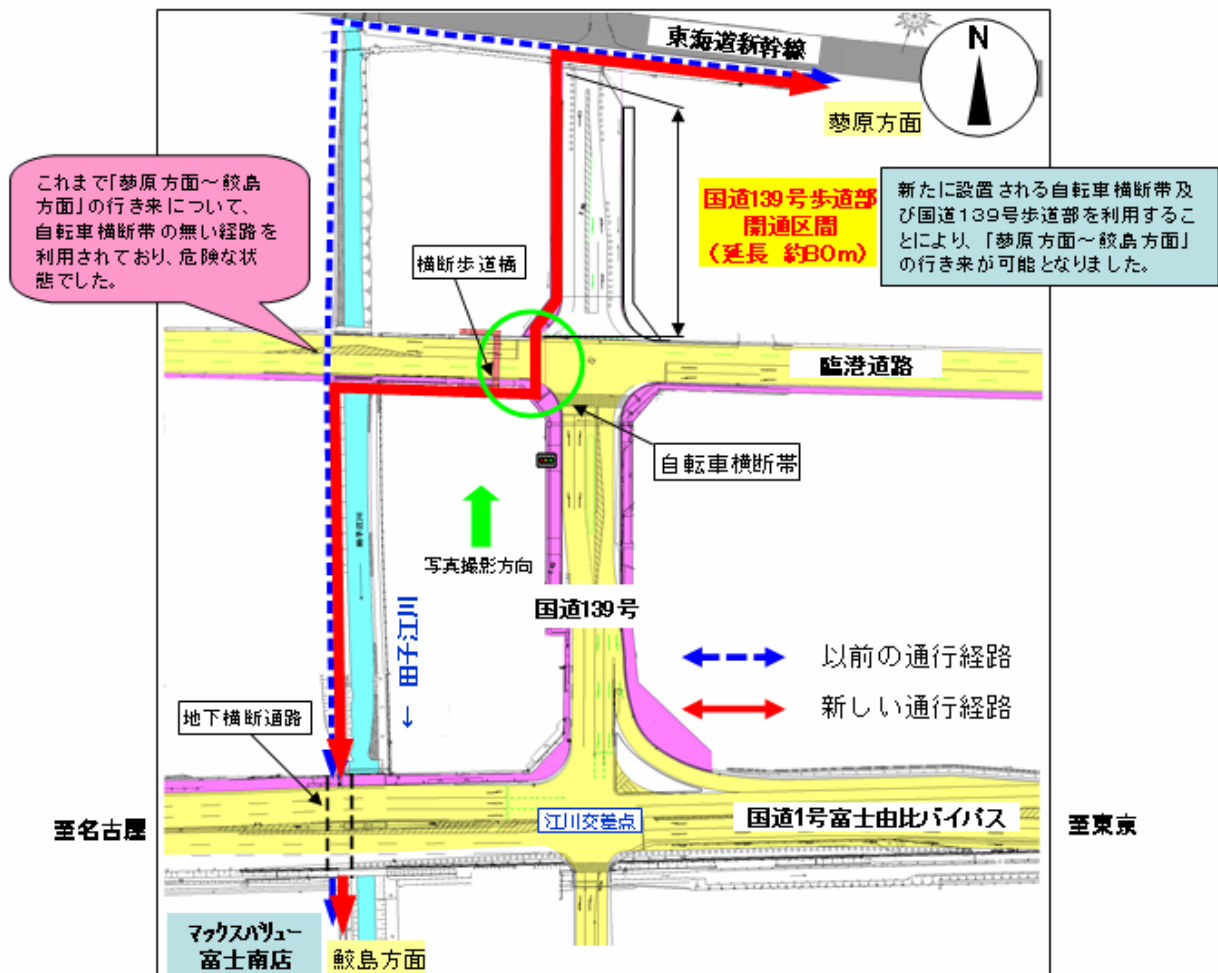 東海道新幹線
N
蓼原方面
これまで「蓼原方面～鮫島
方面」の行き来について、
自転車横断帯の無い経路を
利用されており、危険な状
態でした。
国道139号歩道部
開通区間
(延長 約80m)
新たに設置される自転車横断帯及
び国道139号歩道部を利用するこ
とにより、「蓼原方面～鮫島方面」
の行き来が可能となりました。
横断歩道橋
臨港道路
自転車横断帯
写真撮影方向
国道139号
← 田子江川
以前の通行経路
新しい通行経路
地下横断通路
至名古屋
江川交差点
国道1号富士由比バイパス
至東京
マックスバリュー
富士南店
鮫島方面